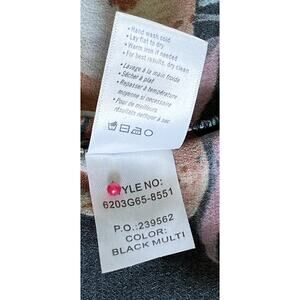 • Hand wash cold
• Lay flat to dry
• Warm iron if needed
• For best results, dry clean
• Lavage à la main froide
• Sécher à plat
• Repasser à température
moyenne si necessaire
• Pour de meilleurs
résultats nettoyer à sec
YLE NO:
6203G65-8551
P.O.:239562
COLOR:
BLACK MULTI